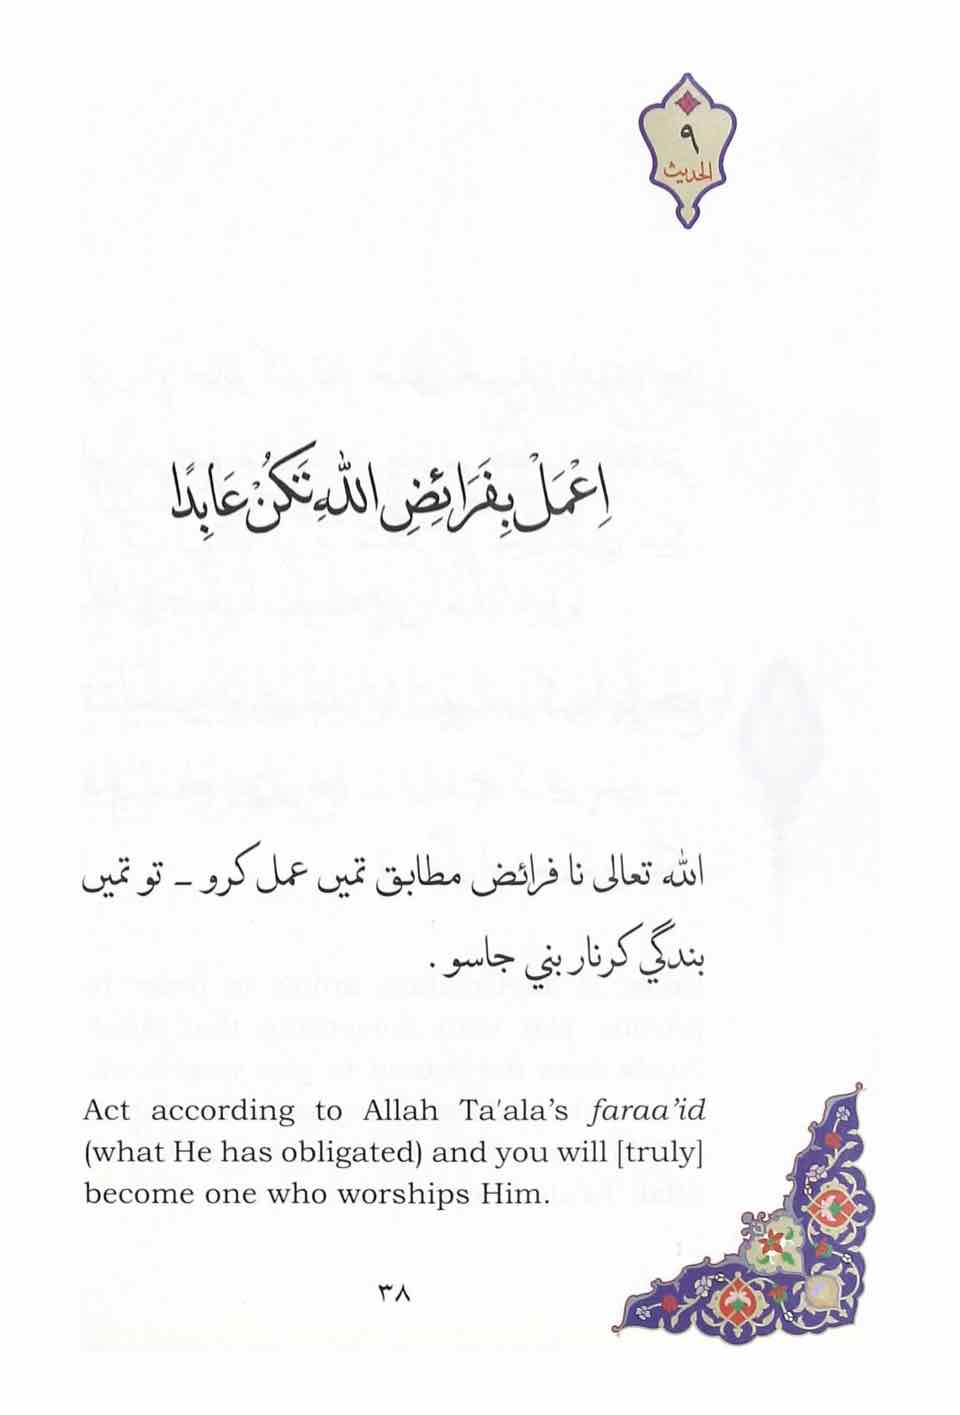 ٩
الحديث
اِعْمَلْ بِفَرَائِضِ اللهِ تَكُنْ عَابِدًا
الله تعالى نا فرائض مطابق تميں عمل كرو - تو تميں
بندگي كرنار بني جاسو .
Act according to Allah Ta'ala's faraa'id
(what He has obligated) and you will [truly]
become one who worships Him.
٣٨